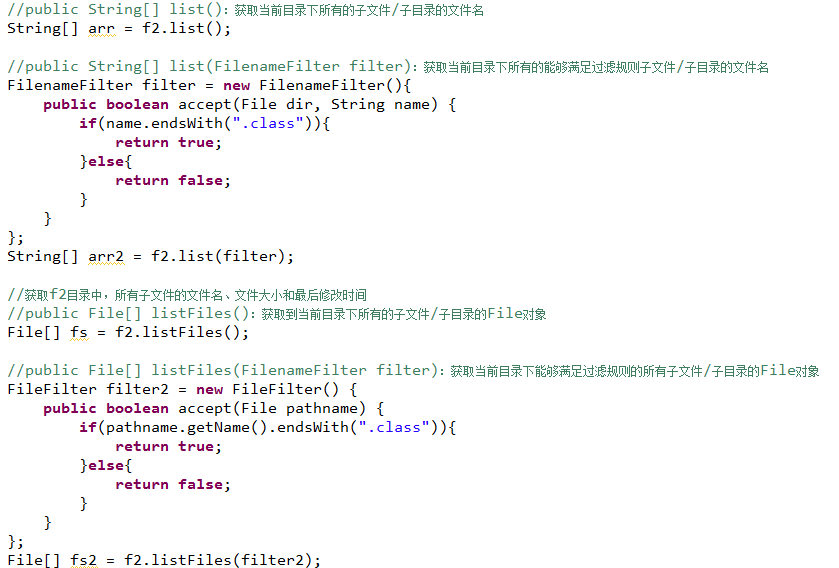 //public String[] list()：获取当前目录下所有的子文件/子目录的文件名
String[] arr = f2.list();
//public String[] list(FilenameFilter filter)：获取当前目录下所有的能够满足过滤规则子文件/子目录的文件名
FilenameFilter filter = new FilenameFilter(){
    public boolean accept(File dir, String name) {
        if(name.endsWith(".class")){
            return true;
        }else{
            return false;
        }
    }
};
String[] arr2 = f2.list(filter);
//获取f2目录中，所有子文件的文件名、文件大小和最后修改时间
//public File[] listFiles()：获取到当前目录下所有的子文件/子目录的File对象
File[] fs = f2.listFiles();
//public File[] listFiles(FilenameFilter filter)：获取当前目录下能够满足过滤规则的所有子文件/子目录的File对象
FileFilter filter2 = new FileFilter() {
    public boolean accept(File pathname) {
        if(pathname.getName().endsWith(".class")){
            return true;
        }else{
            return false;
        }
    }
};
File[] fs2 = f2.listFiles(filter2);